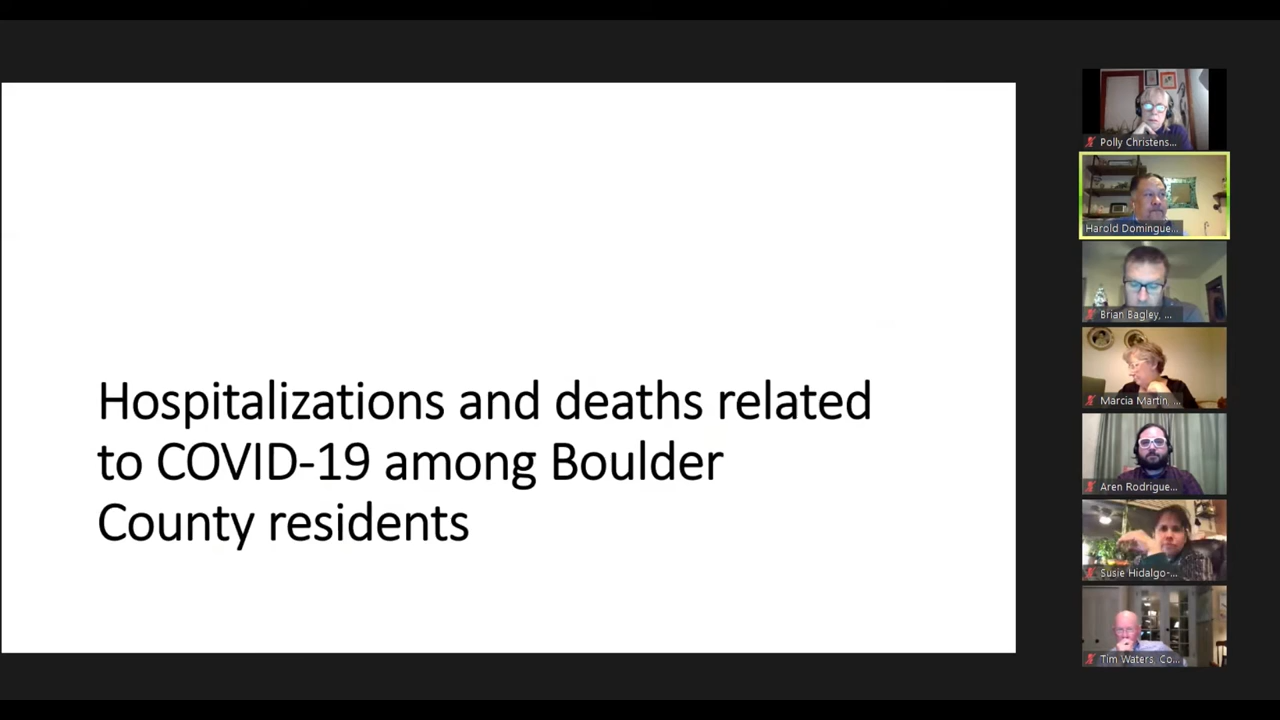 Hospitalizations and deaths related
to COVID-19 among Boulder
County residents
Polly Christens...
Harold Domingue...
Brian Bagley, ...
Marcia Martin, ...
Aren Rodrigue...
Susie Hidalgo-...
Tim Waters, Co...